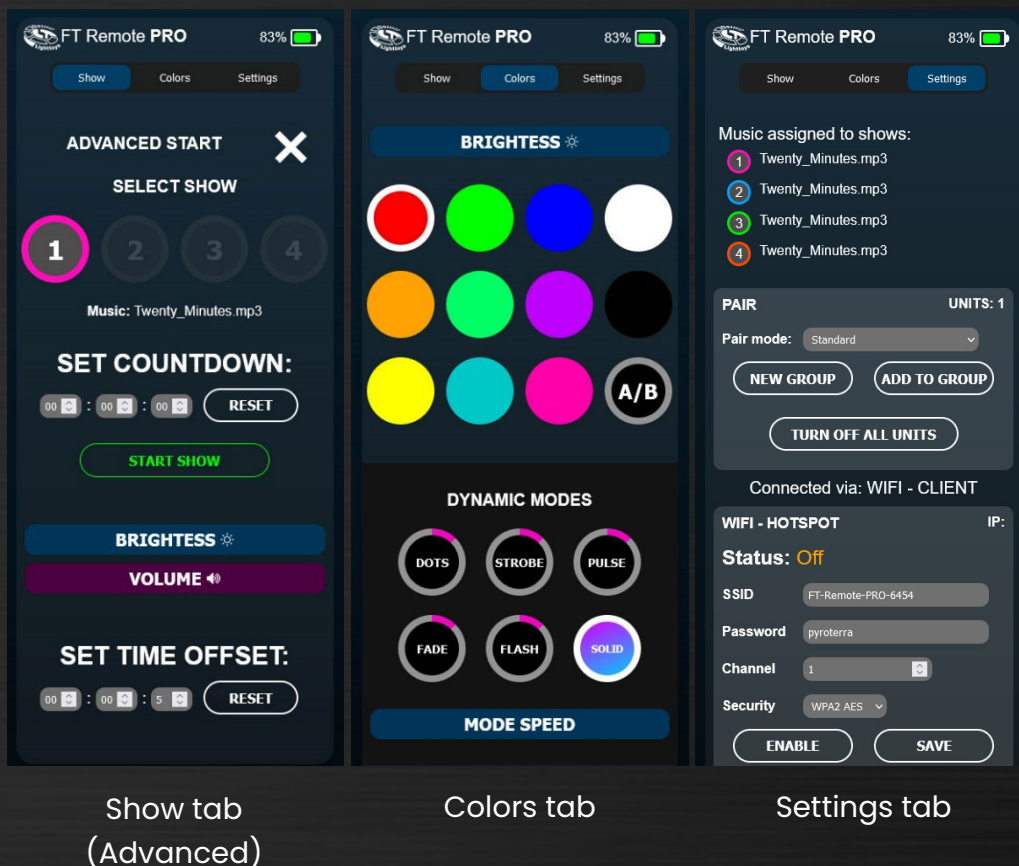 Lightoys
FT Remote PRO 83%
Show Colors Settings
ADVANCED START
SELECT SHOW
1 2 3 4
Music: Twenty_Minutes.mp3
SET COUNTDOWN:
00 : 00 : 00 RESET
START SHOW
BRIGHTESS
VOLUME
SET TIME OFFSET:
00 : 00 : 5 RESET
Show tab
(Advanced)
Lightoys
FT Remote PRO 83%
Show Colors Settings
BRIGHTESS
A/B
DYNAMIC MODES
DOTS STROBE PULSE
FADE FLASH SOLID
MODE SPEED
Colors tab
Lightoys
FT Remote PRO 83%
Show Colors Settings
Music assigned to shows:
1 Twenty_Minutes.mp3
2 Twenty_Minutes.mp3
3 Twenty_Minutes.mp3
4 Twenty_Minutes.mp3
PAIR UNITS: 1
Pair mode: Standard
NEW GROUP ADD TO GROUP
TURN OFF ALL UNITS
Connected via: WIFI - CLIENT
WIFI - HOTSPOT IP:
Status: Off
SSID FT-Remote-PRO-6454
Password pyroterra
Channel 1
Security WPA2 AES
ENABLE SAVE
Settings tab